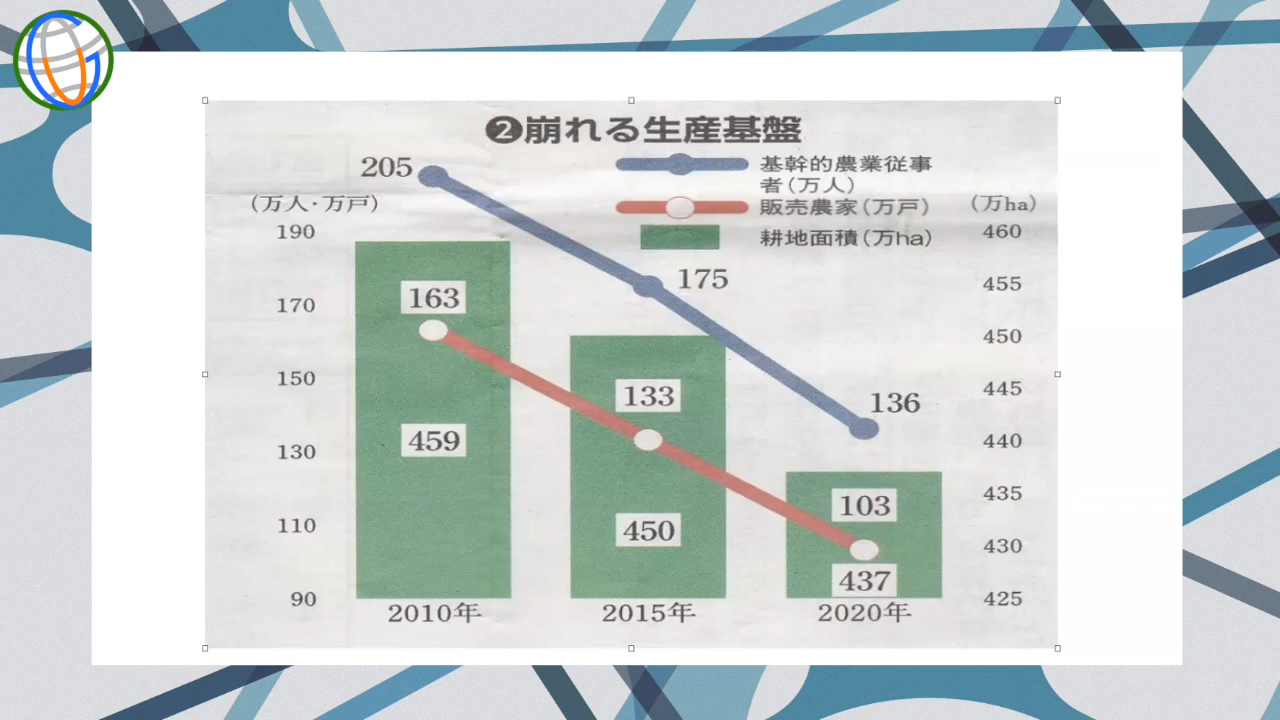 ❷崩れる生産基盤
205
基幹的農業従事
者(万人)
(万人・万戸)
販売農家(万戸)
(万ha)
耕地面積(万ha)
190
170
150
130
110
90
460
455
450
445
440
435
430
425
175
136
163
133
103
459
450
437
2010年
2015年
2020年